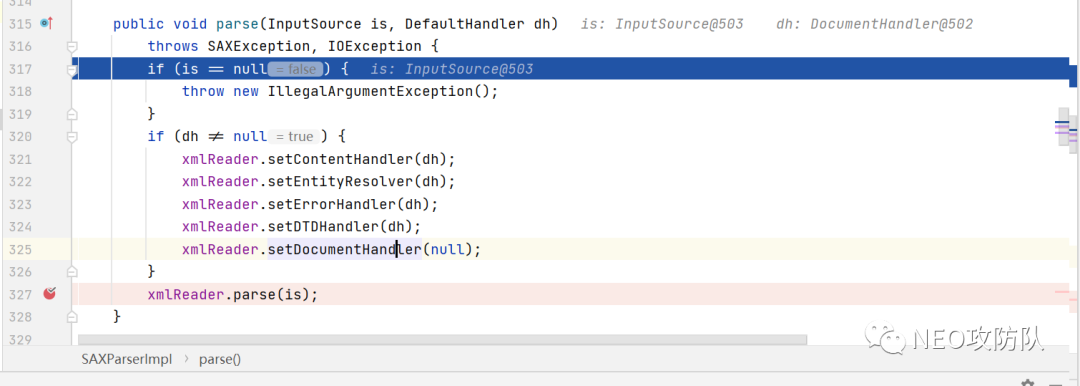 314
315 public void parse(InputSource is, DefaultHandler dh) is: InputSource@503 dh: DocumentHandler@502
316 throws SAXException, IOException {
317 if (is == null = false ) { is: InputSource@503
318 throw new IllegalArgumentException();
319 }
320 if (dh ≠ null = true ) {
321 xmlReader.setContentHandler(dh);
322 xmlReader.setEntityResolver(dh);
323 xmlReader.setErrorHandler(dh);
324 xmlReader.setDTDHandler(dh);
325 xmlReader.setDocumentHandler(null);
326 }
327 xmlReader.parse(is);
328 }
329
NEO攻防队
SAXParserImpl › parse()